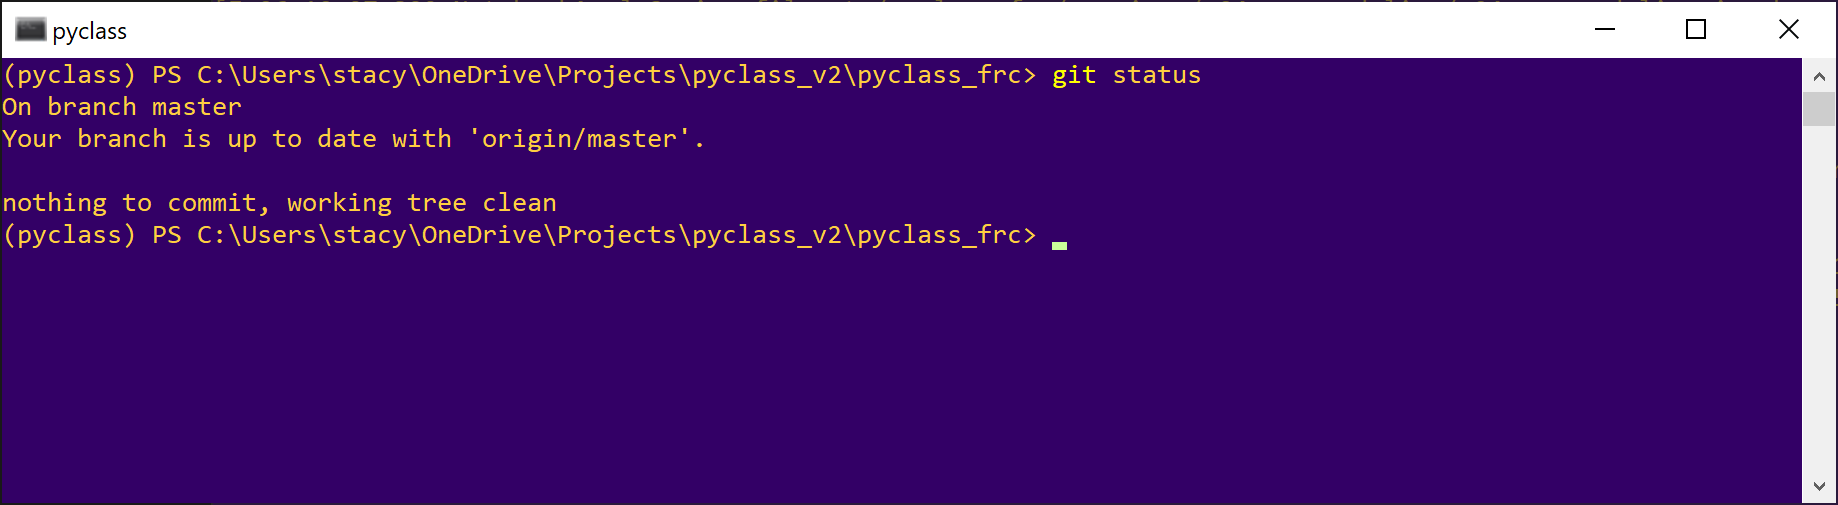 pyclass
(pyclass) PS C:\Users\stacy\OneDrive\Projects\pyclass_v2\pyclass_frc> git status
On branch master
Your branch is up to date with 'origin/master'.
nothing to commit, working tree clean
(pyclass) PS C:\Users\stacy\OneDrive\Projects\pyclass_v2\pyclass_frc>